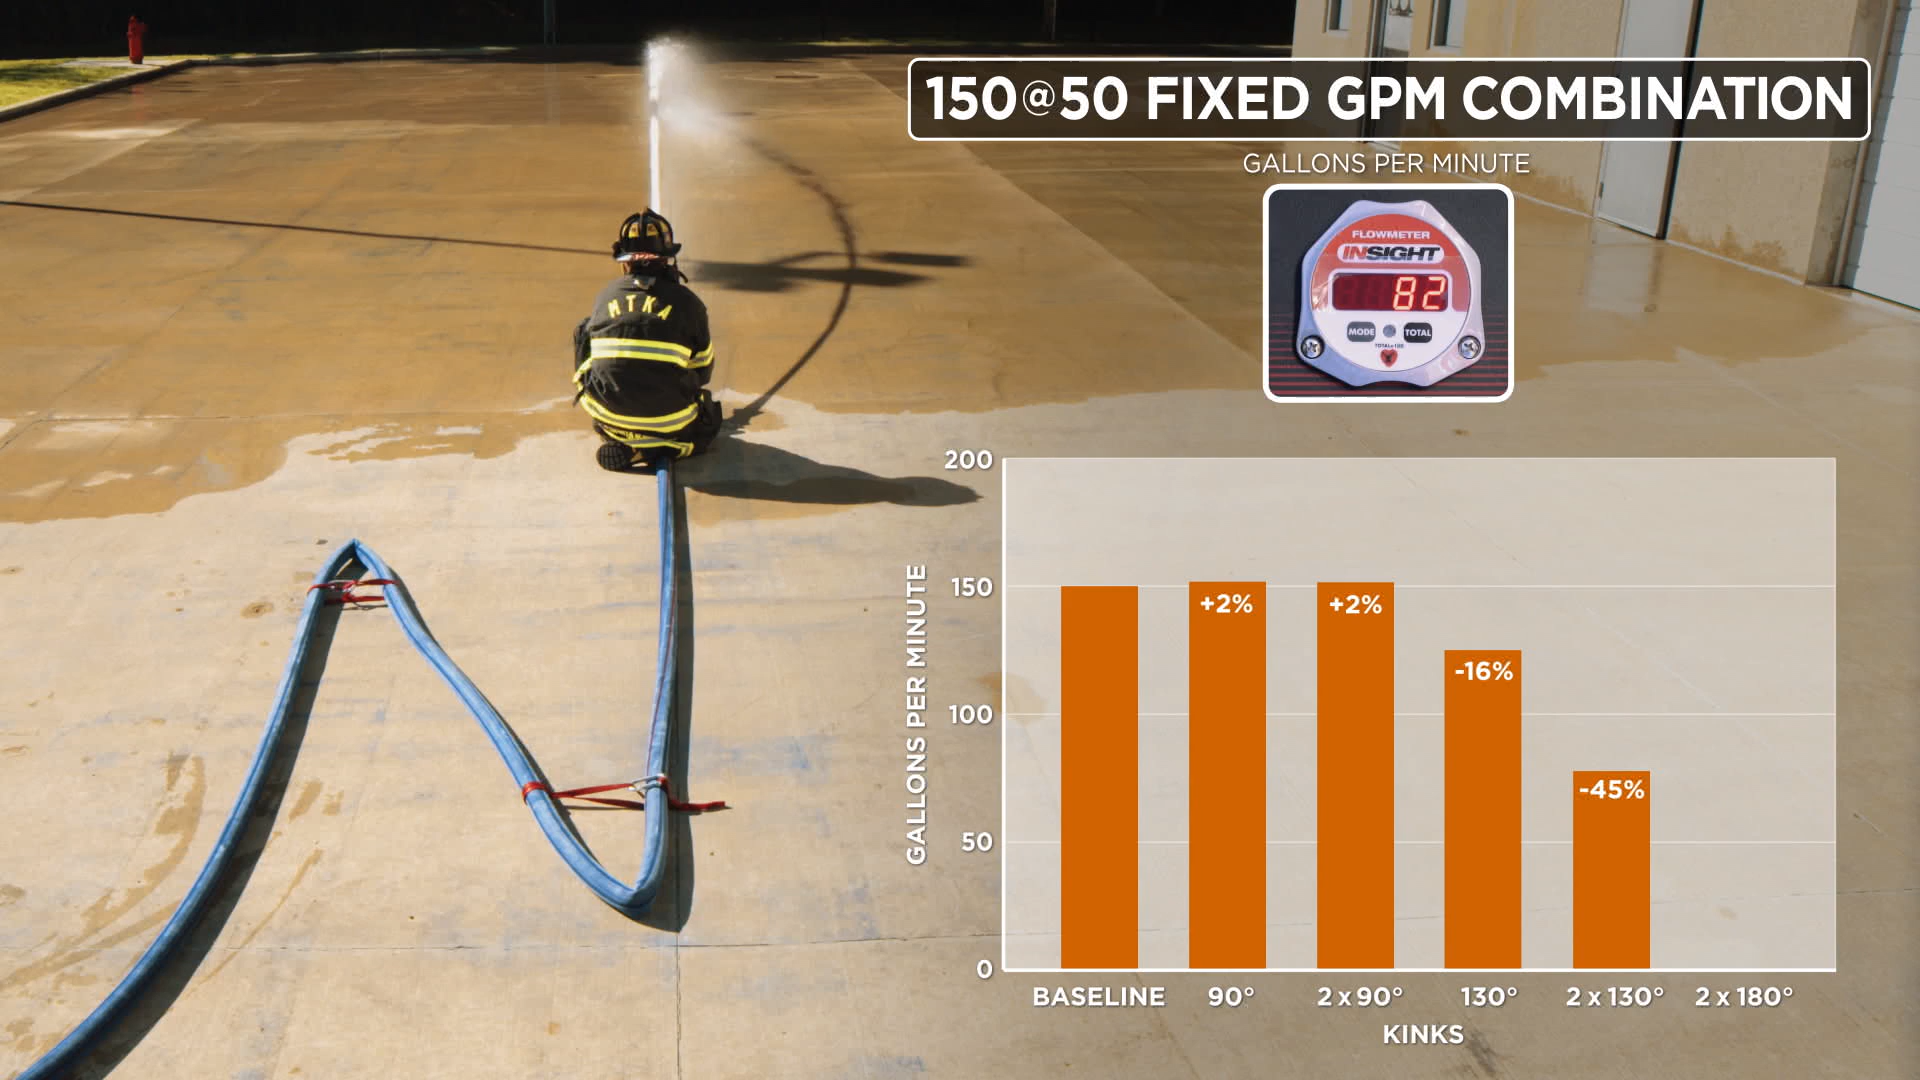 150@50 FIXED GPM COMBINATION
GALLONS PER MINUTE
FLOWMETER
INSIGHT
82
MODE
TOTAL
TOTALx100
MTKA
GALLONS PER MINUTE
200
150
100
50
0
+2%
+2%
-16%
-45%
BASELINE 90° 2 x 90° 130° 2 x 130° 2 x 180°
KINKS